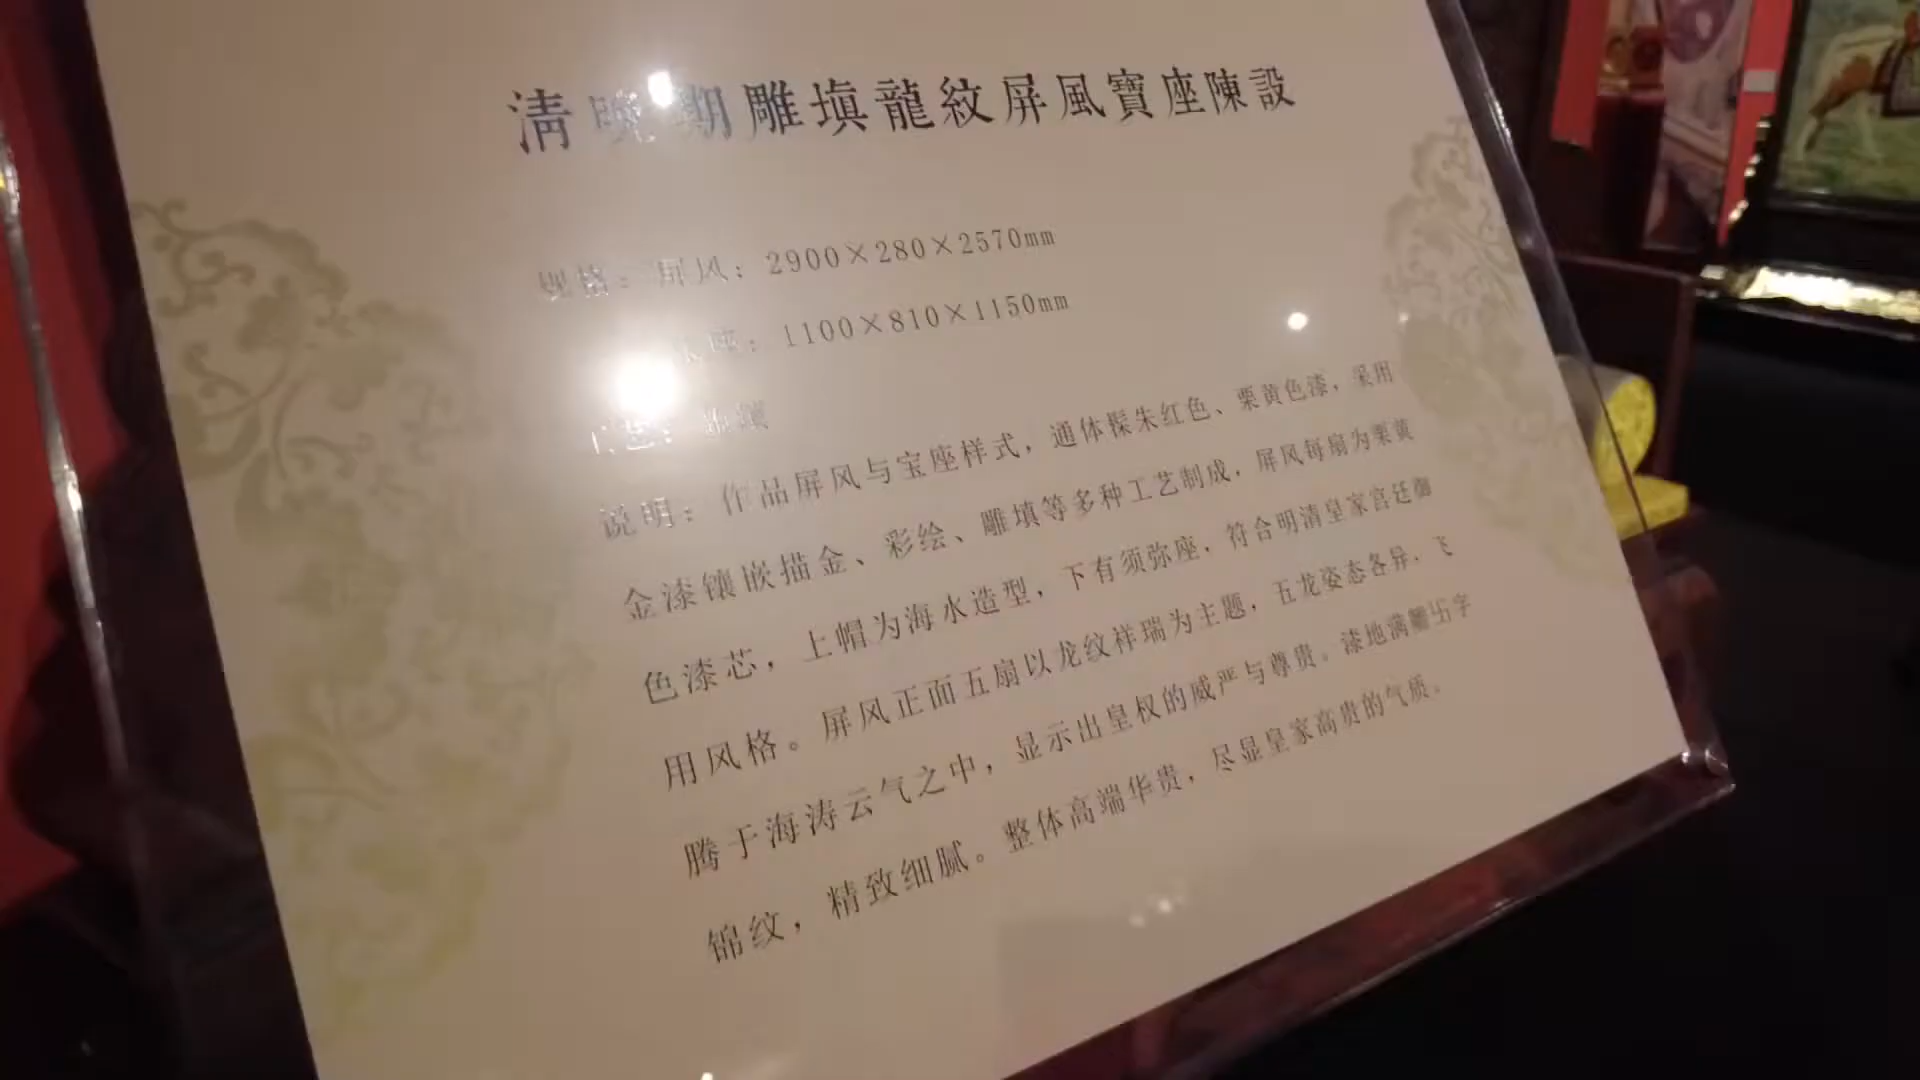 清晚期雕填龍紋屏風寶座陳設
规格：屏风：2900×280×2570mm
座：1100×810×1150mm
工艺：
说明：作品屏风与宝座样式，通体髹朱红色、栗黄色漆，采用
金漆镶嵌描金、彩绘、雕填等多种工艺制成，屏风每扇为栗黄
色漆芯，上帽为海水造型，下有须弥座，符合明清皇家宫廷御
用风格。屏风正面五扇以龙纹祥瑞为主题，五龙姿态各异，飞
腾于海涛云气之中，显示出皇权的威严与尊贵。漆地满雕卐字
锦纹，精致细腻。整体高端华贵，尽显皇家高贵的气质。